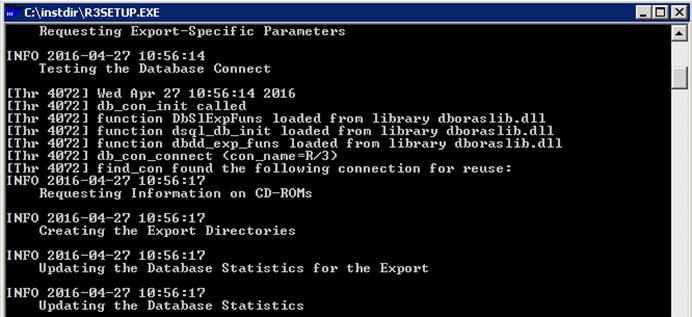 C:\instdir\R3SETUP.EXE
Requesting Export-Specific Parameters
INFO 2016-04-27 10:56:14
Testing the Database Connect
[Thr 4072] Wed Apr 27 10:56:14 2016
[Thr 4072] db_con_init called
[Thr 4072] function DbSlExpFuns loaded from library dboraslib.dll
[Thr 4072] function dsql_db_init loaded from library dboraslib.dll
[Thr 4072] function dbdd_exp_funs loaded from library dboraslib.dll
[Thr 4072] db_con_connect (con_name=R/3)
[Thr 4072] find_con found the following connection for reuse:
INFO 2016-04-27 10:56:17
Requesting Information on CD-ROMs
INFO 2016-04-27 10:56:17
Creating the Export Directories
INFO 2016-04-27 10:56:17
Updating the Database Statistics for the Export
INFO 2016-04-27 10:56:17
Updating the Database Statistics